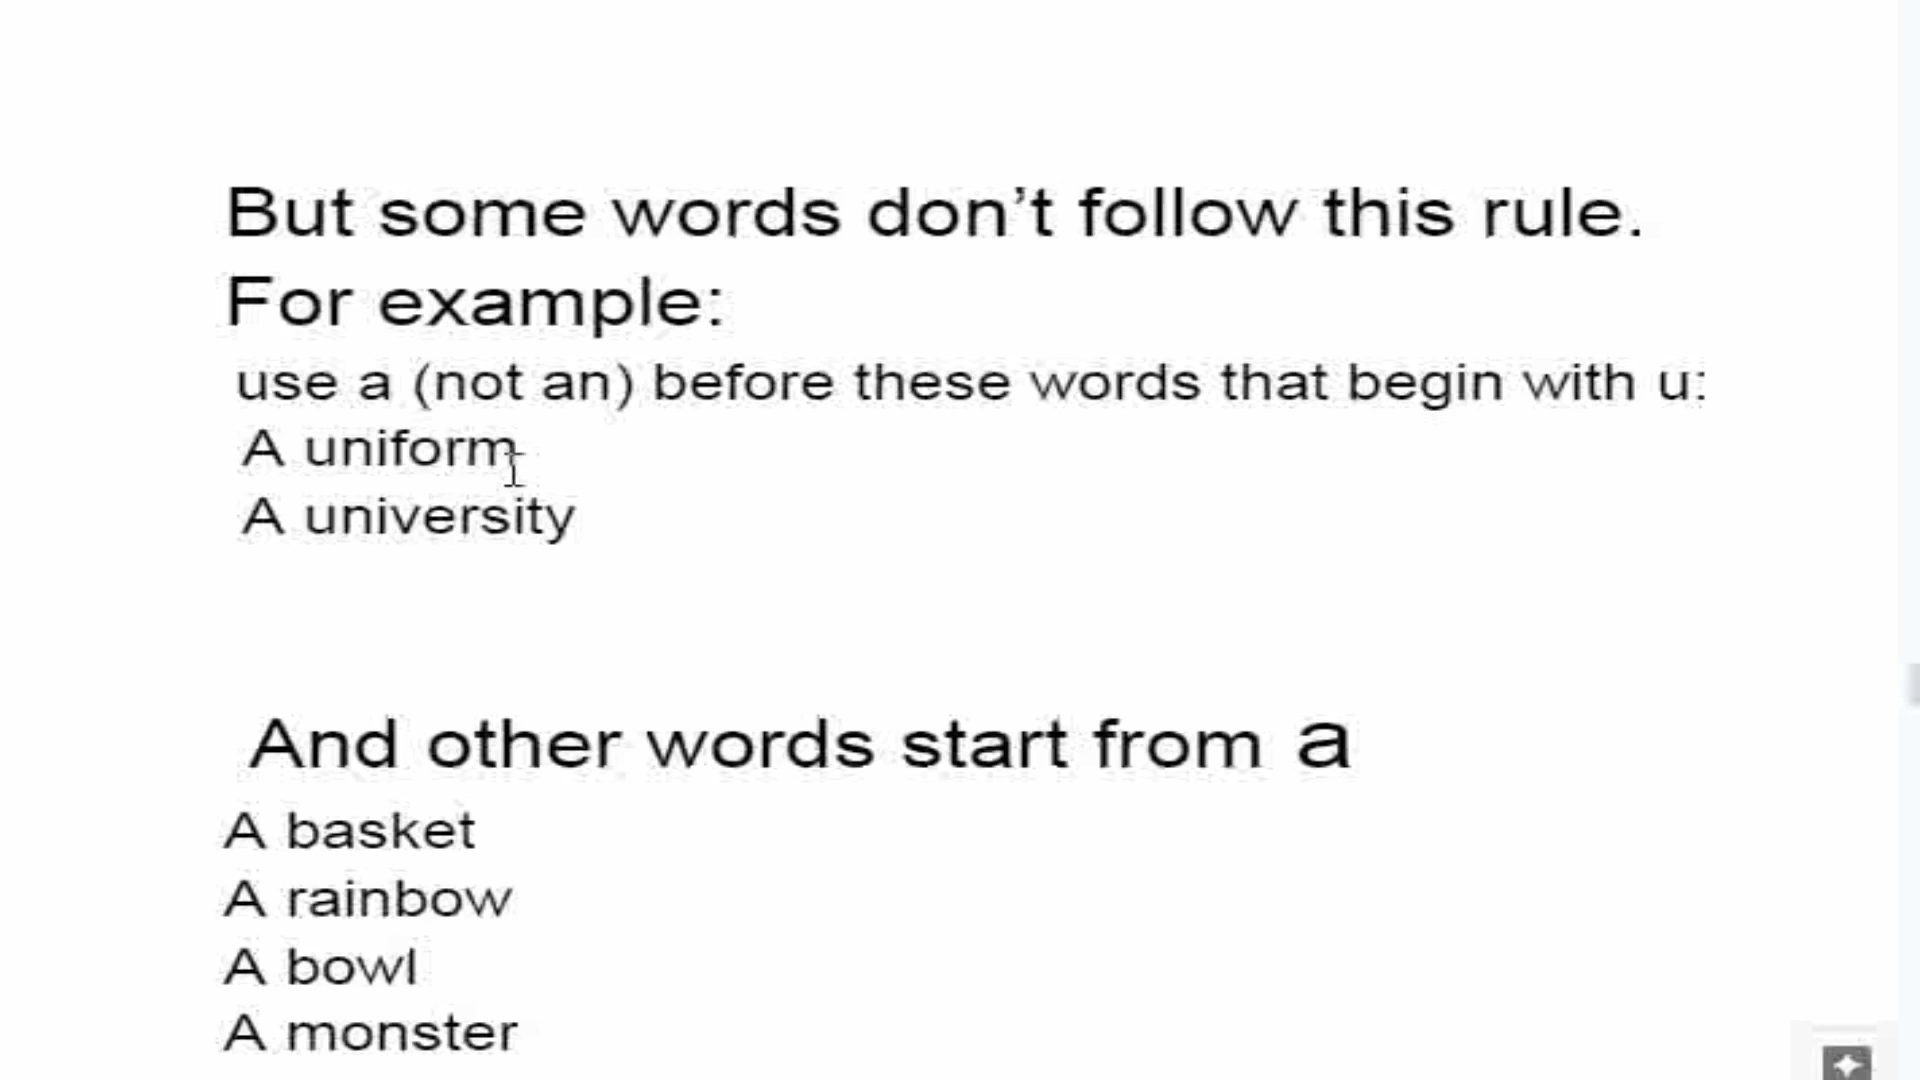 But some words don’t follow this rule.
For example:
use a (not an) before these words that begin with u:
A uniform
A university
And other words start from a
A basket
A rainbow
A bowl
A monster